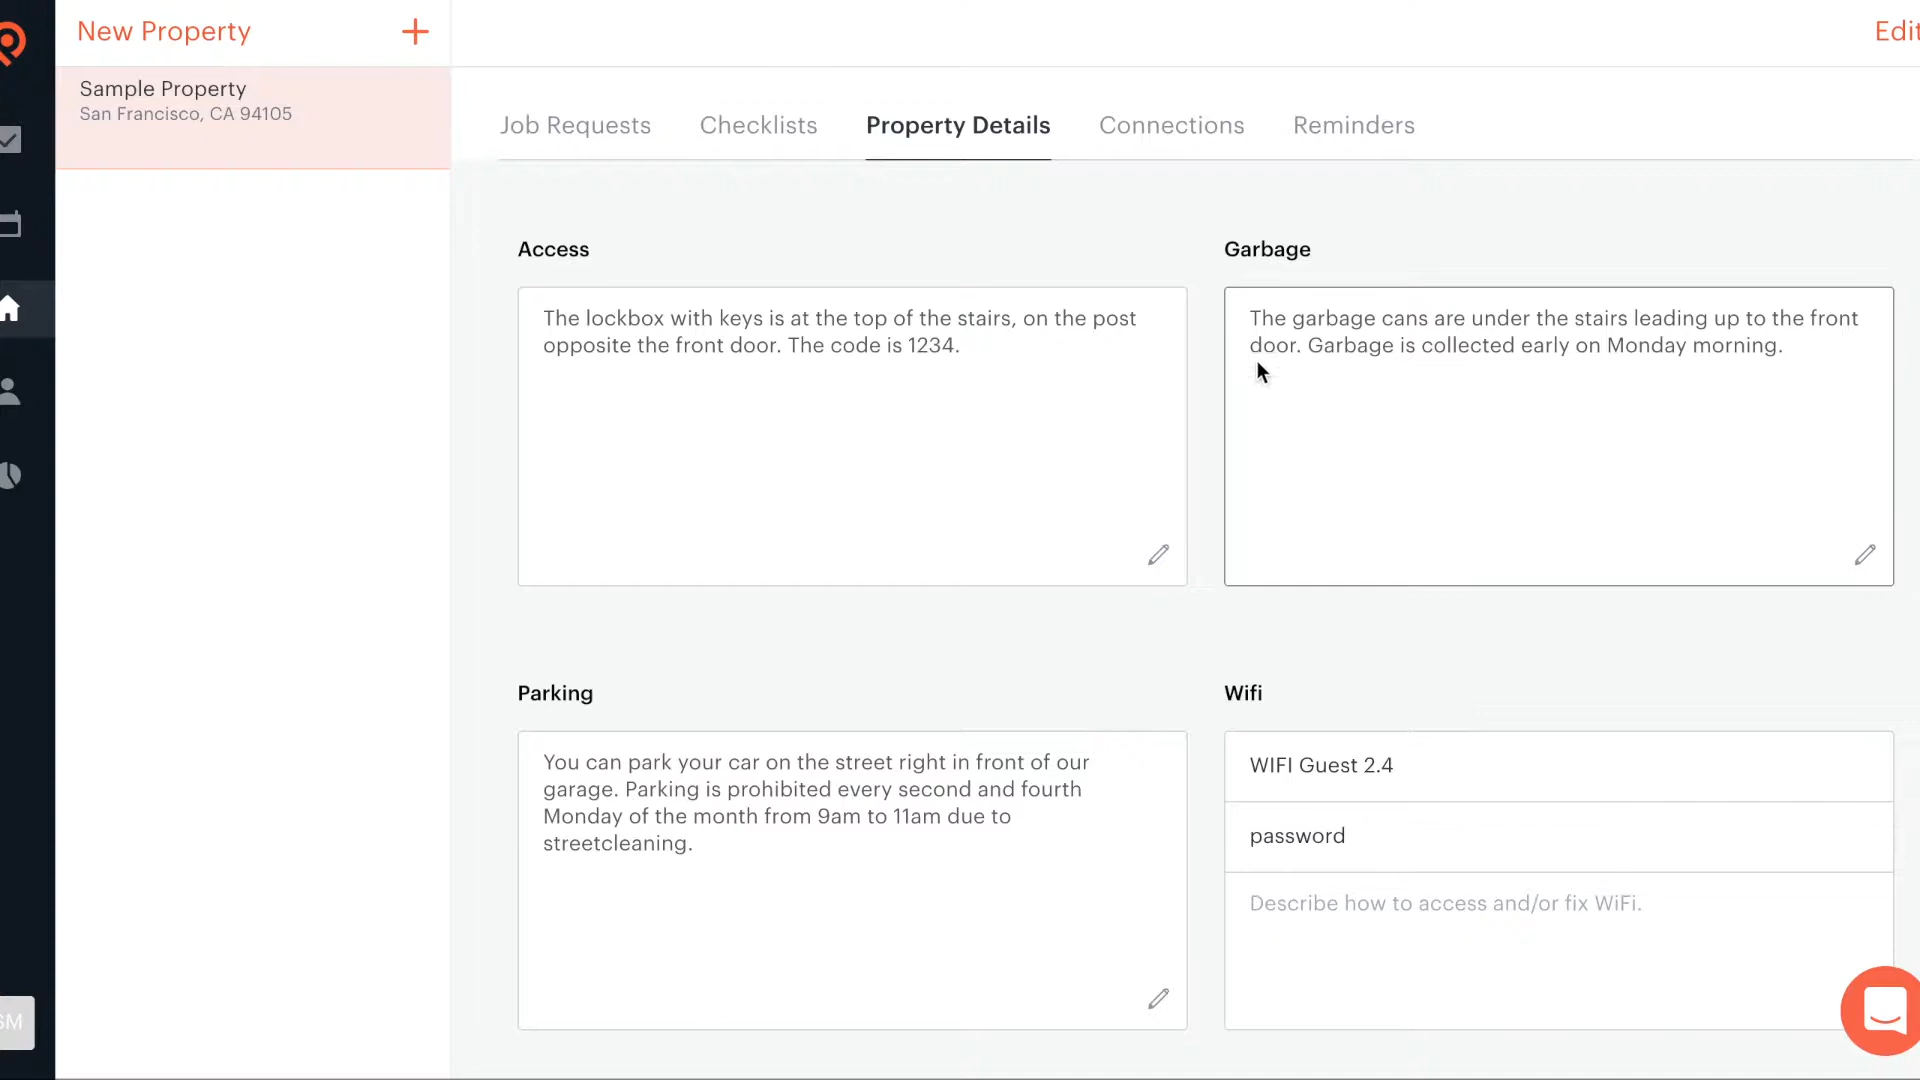 New Property
Edit
Sample Property
San Francisco, CA 94105
Job Requests
Checklists
Property Details
Connections
Reminders
Access
Garbage
The lockbox with keys is at the top of the stairs, on the post
opposite the front door. The code is 1234.
The garbage cans are under the stairs leading up to the front
door. Garbage is collected early on Monday morning.
Parking
Wifi
You can park your car on the street right in front of our
garage. Parking is prohibited every second and fourth
Monday of the month from 9am to 11am due to
streetcleaning.
WIFI Guest 2.4
password
Describe how to access and/or fix WiFi.
SM